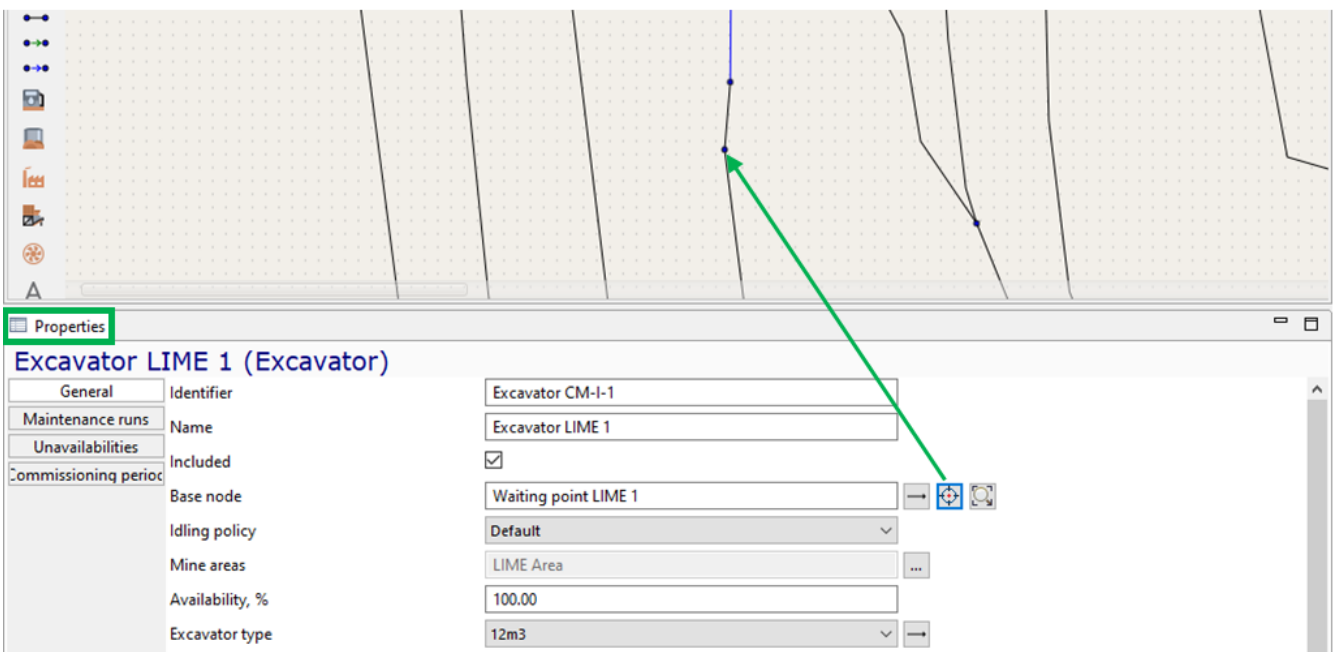 A
Properties
Excavator LIME 1 (Excavator)
General
Identifier
Excavator CM-I-1
Maintenance runs
Name
Excavator LIME 1
Unavailabilities
Included
Commissioning period
Base node
Waiting point LIME 1
Idling policy
Default
Mine areas
LIME Area
...
Availability, %
100.00
Excavator type
12m3